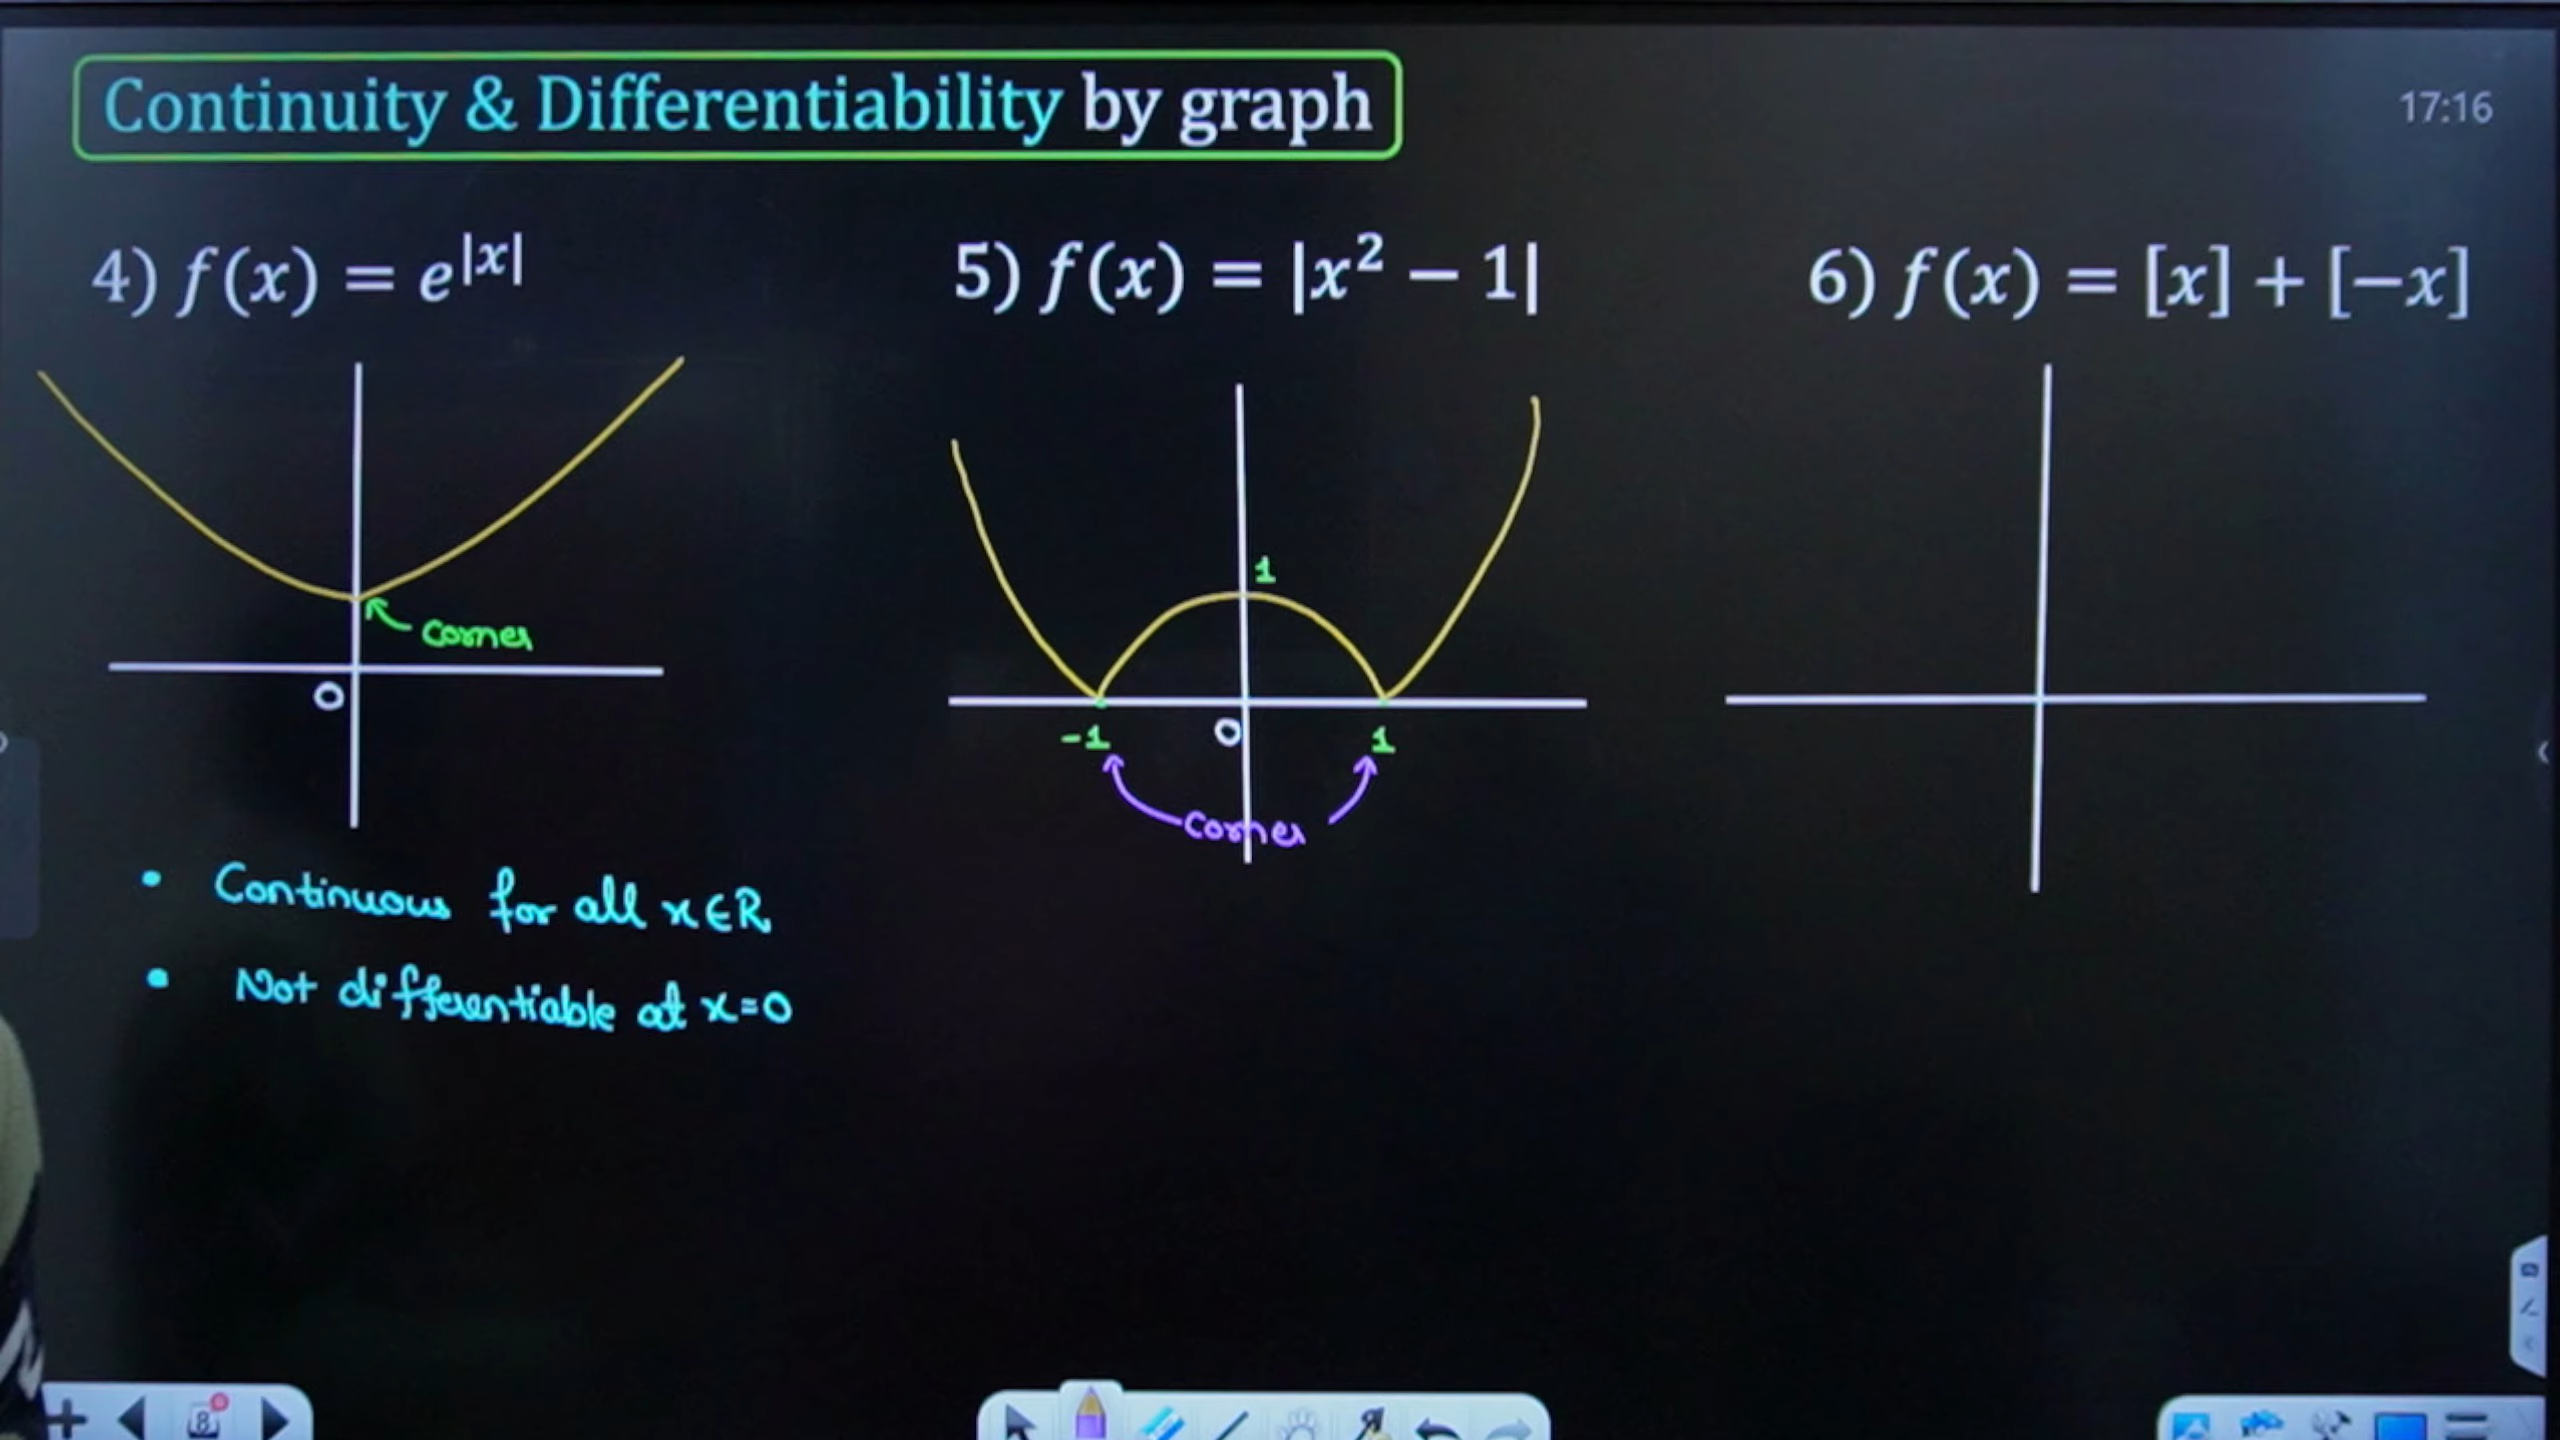 Continuity & Differentiability by graph
17:16
4) f(x) = e^|x|
5) f(x) = |x² − 1|
6) f(x) = [x] + [−x]
corner
0
1
-1
0
1
corner
• Continuous for all x∈R
• Not differentiable at x=0
8